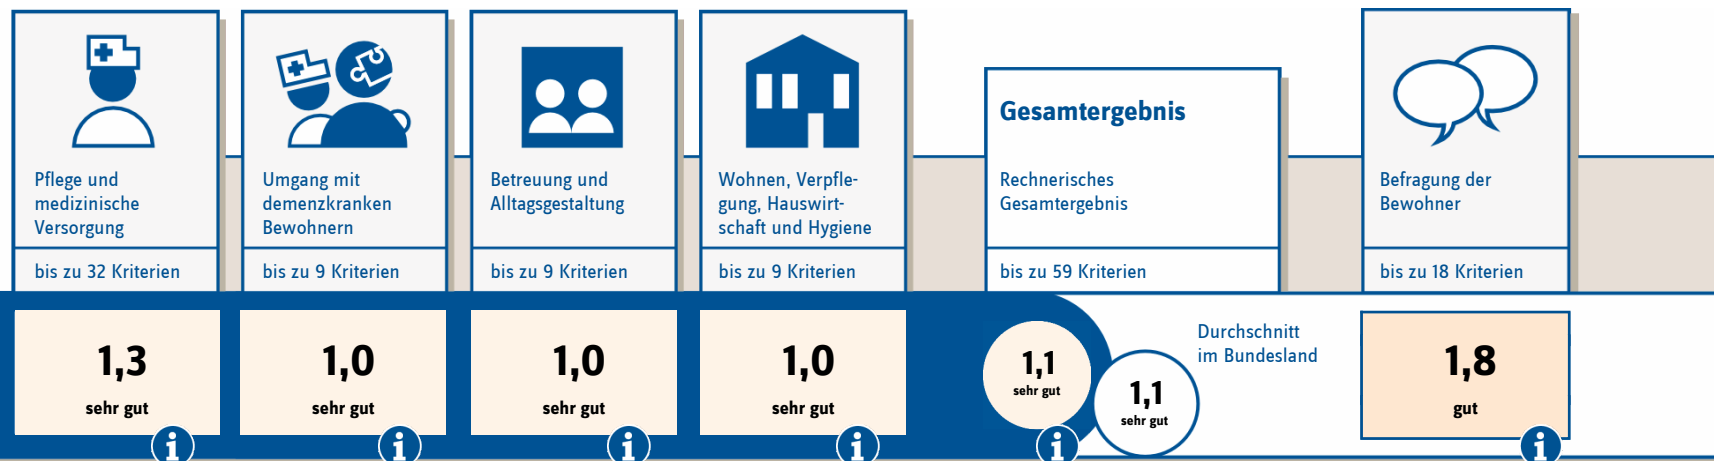 Pflege und
medizinische
Versorgung
bis zu 32 Kriterien
1,3
sehr gut
i
Umgang mit
demenzkranken
Bewohnern
bis zu 9 Kriterien
1,0
sehr gut
i
Betreuung und
Alltagsgestaltung
bis zu 9 Kriterien
1,0
sehr gut
i
Wohnen, Verpfle-
gung, Hauswirt-
schaft und Hygiene
bis zu 9 Kriterien
1,0
sehr gut
i
Gesamtergebnis
Rechnerisches
Gesamtergebnis
bis zu 59 Kriterien
1,1
sehr gut
i
Durchschnitt
im Bundesland
1,1
sehr gut
Befragung der
Bewohner
bis zu 18 Kriterien
1,8
gut
i